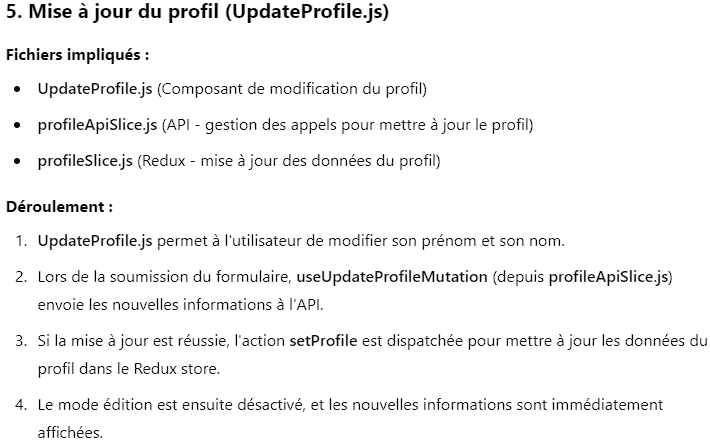 5. Mise à jour du profil (UpdateProfile.js)
Fichiers impliqués :
• UpdateProfile.js (Composant de modification du profil)
• profileApiSlice.js (API - gestion des appels pour mettre à jour le profil)
• profileSlice.js (Redux - mise à jour des données du profil)
Déroulement :
1. UpdateProfile.js permet à l'utilisateur de modifier son prénom et son nom.
2. Lors de la soumission du formulaire, useUpdateProfileMutation (depuis profileApiSlice.js)
envoie les nouvelles informations à l'API.
3. Si la mise à jour est réussie, l'action setProfile est dispatchée pour mettre à jour les données du
profil dans le Redux store.
4. Le mode édition est ensuite désactivé, et les nouvelles informations sont immédiatement
affichées.